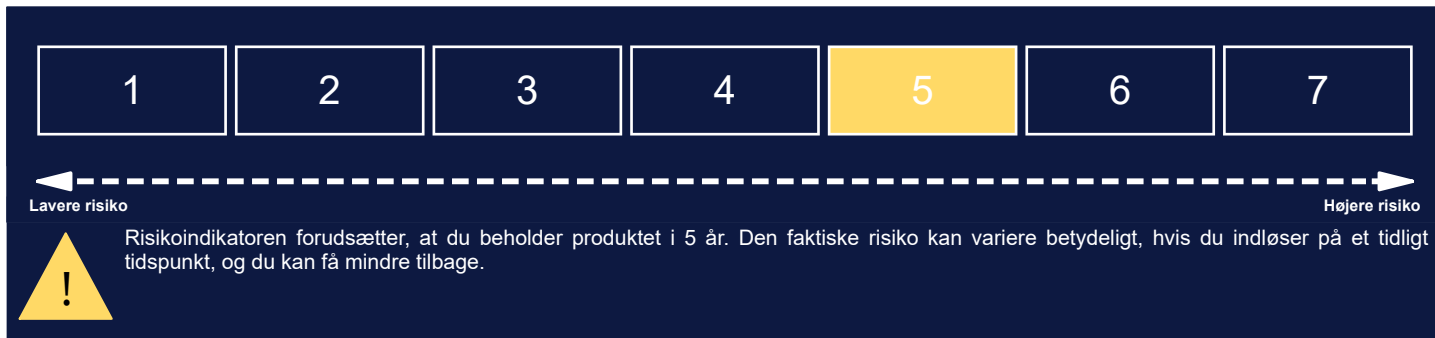 1 2 3 4 5 6 7
Lavere risiko Højere risiko
Risikoindikatoren forudsætter, at du beholder produktet i 5 år. Den faktiske risiko kan variere betydeligt, hvis du indløser på et tidligt
tidspunkt, og du kan få mindre tilbage.
!